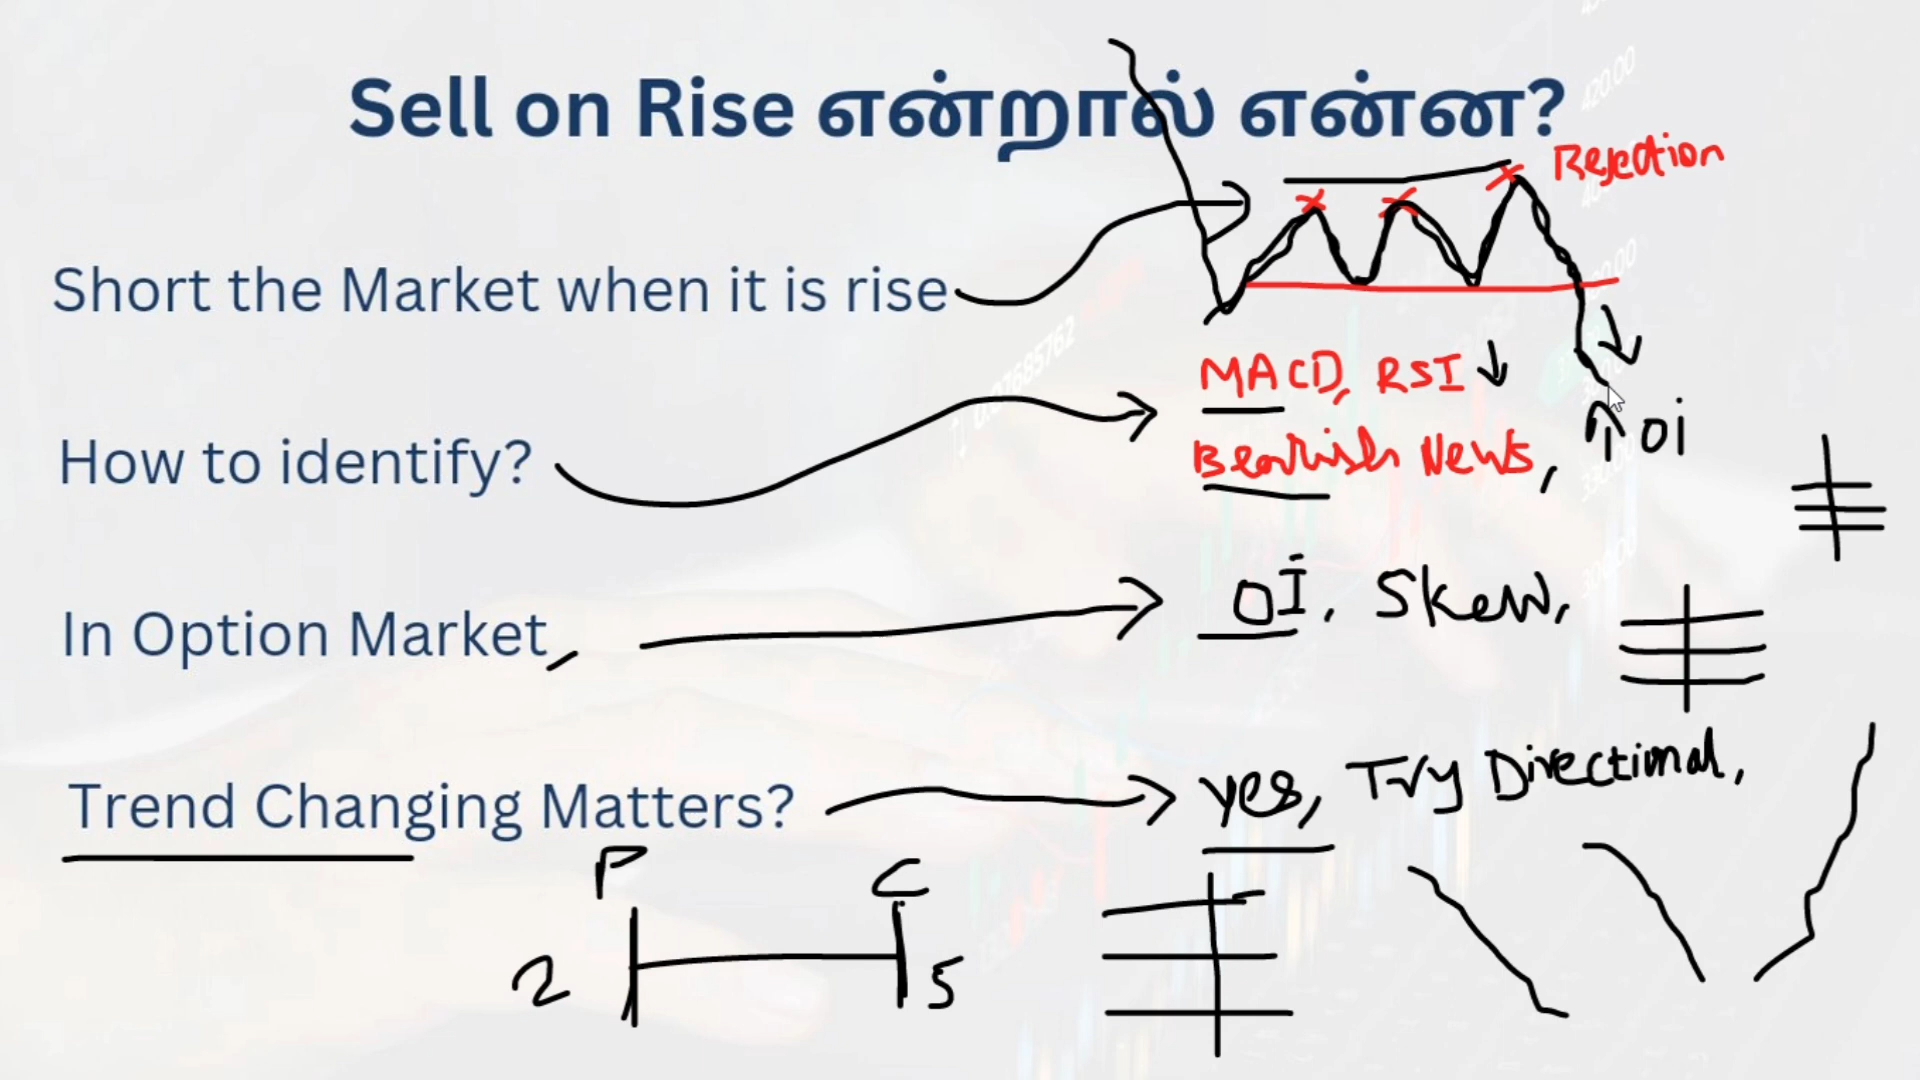 Sell on Rise என்றால் என்ன?
Rejection
Short the Market when it is rise
MACD, RSI
How to identify?
Bearish News,
OI
In Option Market,
OI, Skew,
Trend Changing Matters?
yes, Try Directional,
P
C
2
5